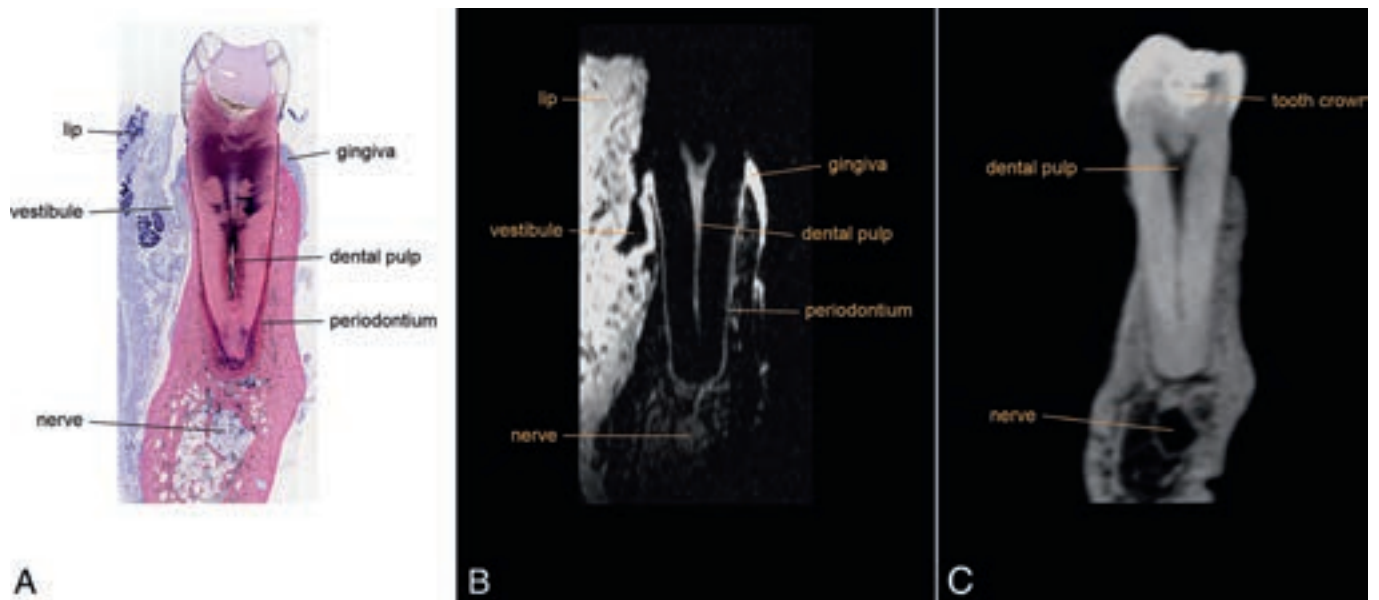 lip
gingiva
vestibule
dental pulp
periodontium
nerve
A
lip
gingiva
vestibule
dental pulp
periodontium
nerve
B
tooth crown
dental pulp
nerve
C